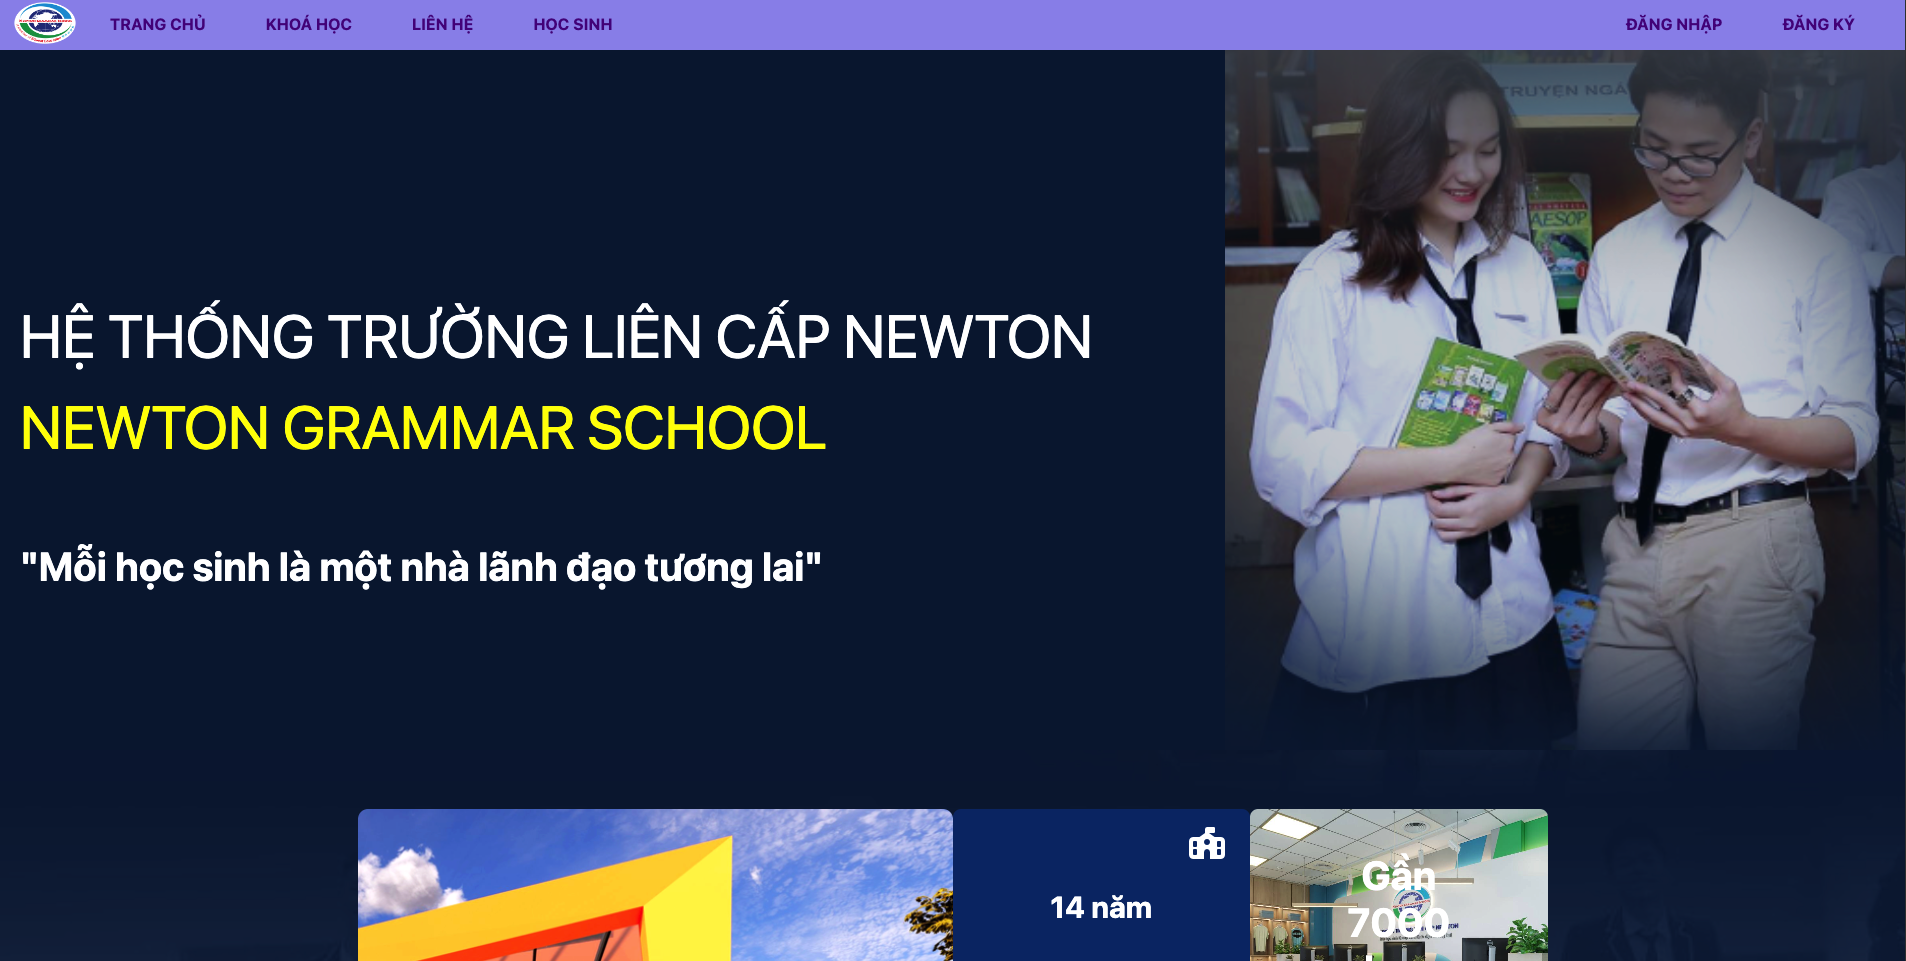 TRANG CHỦ
KHOÁ HỌC
LIÊN HỆ
HỌC SINH
ĐĂNG NHẬP
ĐĂNG KÝ
TRUYỆN NGÁ
AESOP
HỆ THỐNG TRƯỜNG LIÊN CẤP NEWTON
NEWTON GRAMMAR SCHOOL
"Mỗi học sinh là một nhà lãnh đạo tương lai"
14 năm
Gần
7000